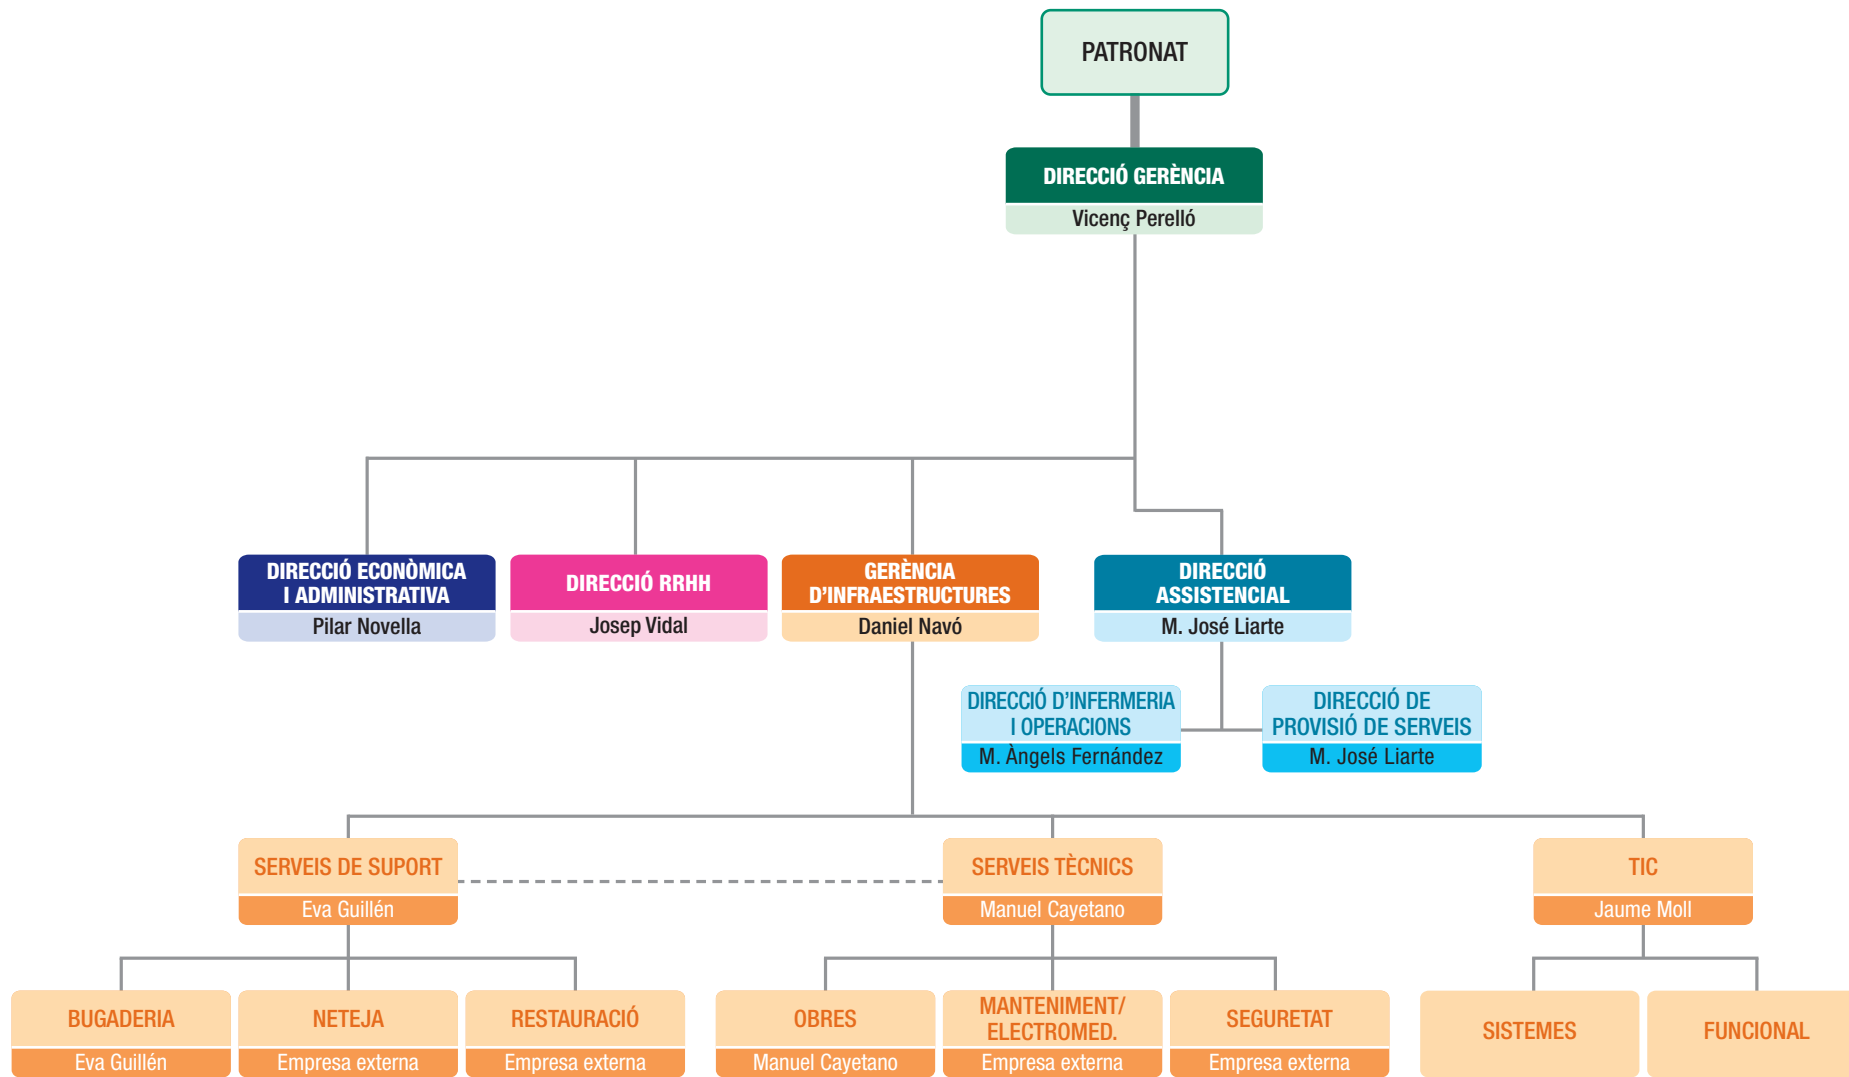 PATRONAT
DIRECCIÓ GERÈNCIA
Vicenç Perelló
DIRECCIÓ ECONÒMICA
I ADMINISTRATIVA
Pilar Novella
DIRECCIÓ RRHH
Josep Vidal
GERÈNCIA
D’INFRAESTRUCTURES
Daniel Navó
DIRECCIÓ
ASSISTENCIAL
M. José Liarte
DIRECCIÓ D’INFERMERIA
I OPERACIONS
M. Àngels Fernández
DIRECCIÓ DE
PROVISIÓ DE SERVEIS
M. José Liarte
SERVEIS DE SUPORT
Eva Guillén
SERVEIS TÈCNICS
Manuel Cayetano
TIC
Jaume Moll
BUGADERIA
Eva Guillén
NETEJA
Empresa externa
RESTAURACIÓ
Empresa externa
OBRES
Manuel Cayetano
MANTENIMENT/
ELECTROMED.
Empresa externa
SEGURETAT
Empresa externa
SISTEMES
FUNCIONAL